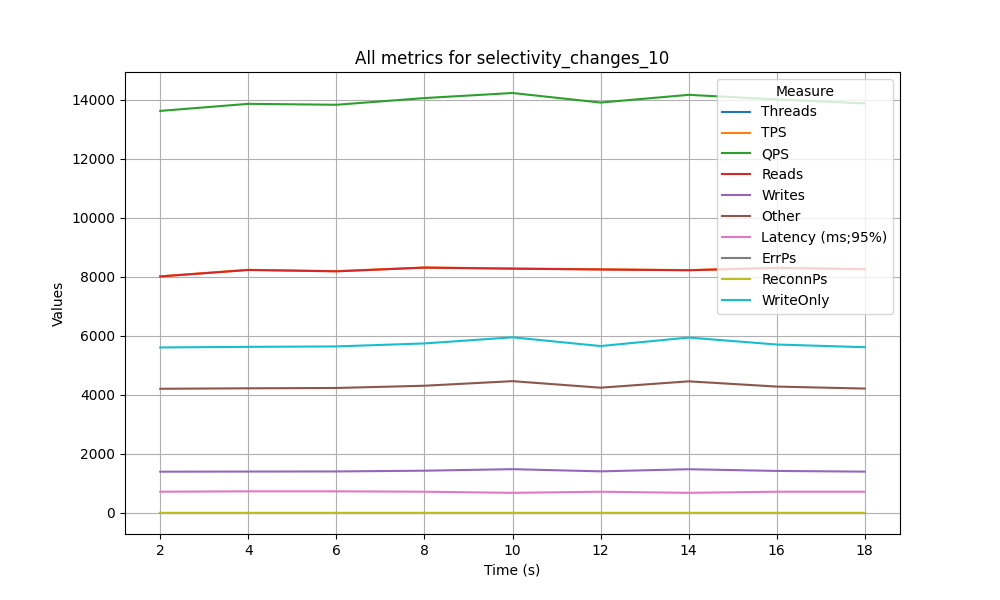 All metrics for selectivity_changes_10
Values
14000
12000
10000
8000
6000
4000
2000
0
Measure
Threads
TPS
QPS
Reads
Writes
Other
Latency (ms;95%)
ErrPs
ReconnPs
WriteOnly
2 4 6 8 10 12 14 16 18
Time (s)